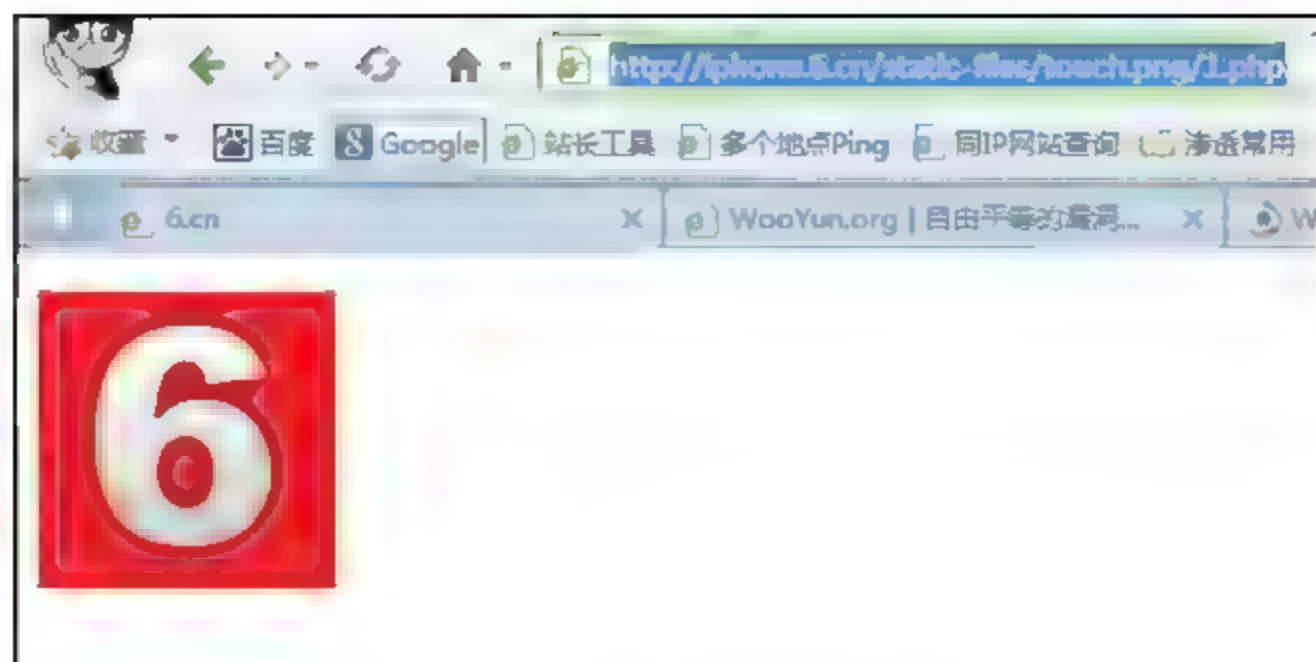 http://iphone.6.cn/static-files/touch.png/1.php
收藏 百度 Google 站长工具 多个地点Ping 同IP网站查询 渗透常用
6.cn WooYun.org | 自由平等的漏洞... W
6